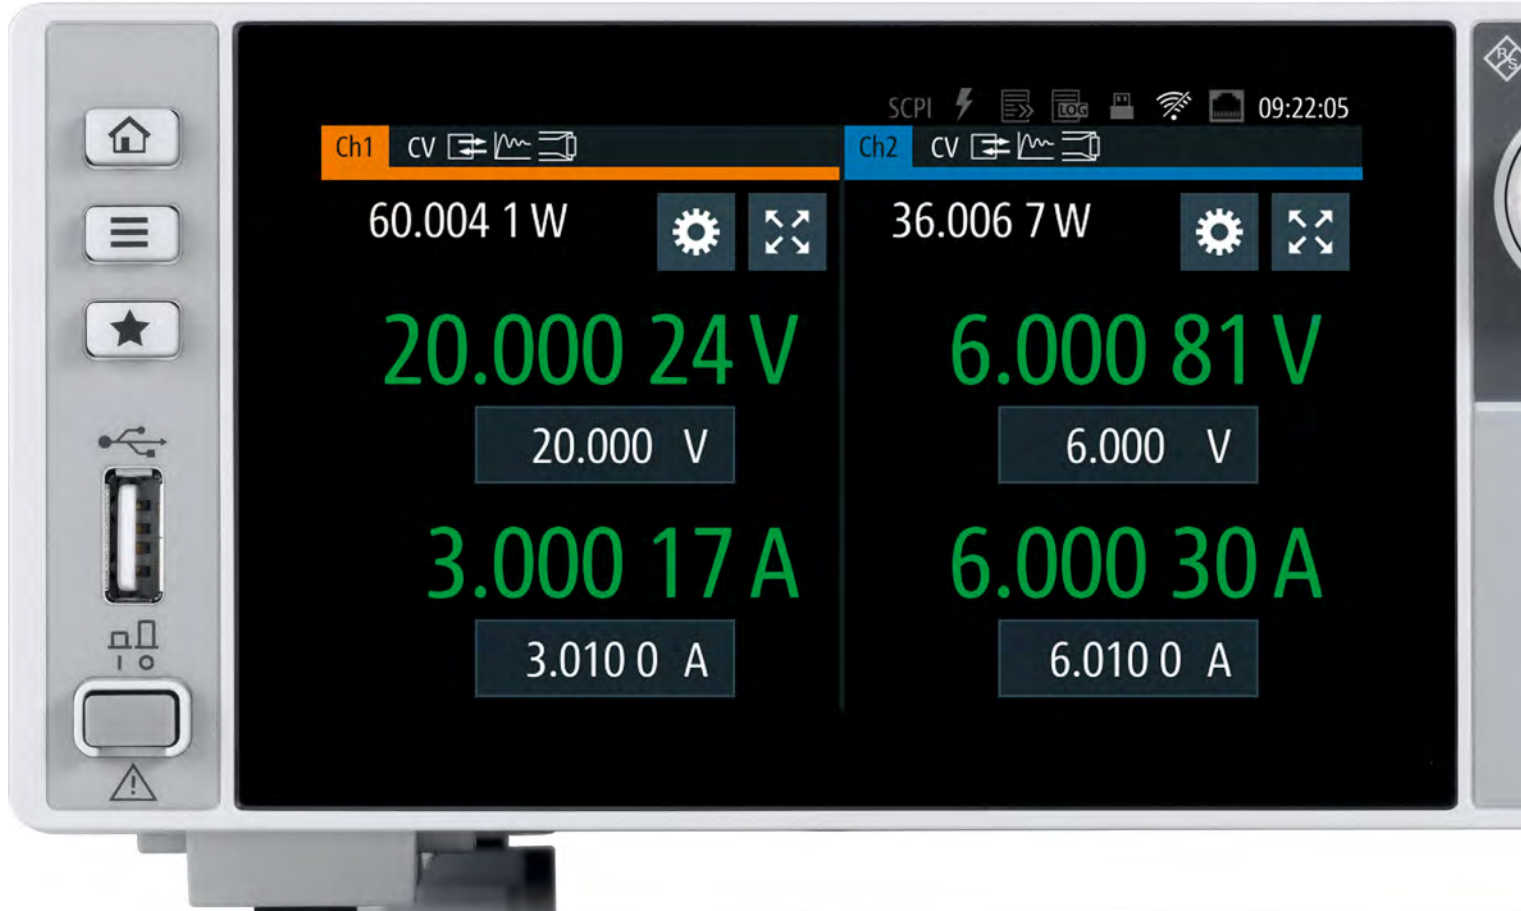 SCPI LOG 09:22:05
Ch1 CV
60.004 1 W
20.000 24 V
20.000 V
3.000 17 A
3.010 0 A
Ch2 CV
36.006 7 W
6.000 81 V
6.000 V
6.000 30 A
6.010 0 A
R&S